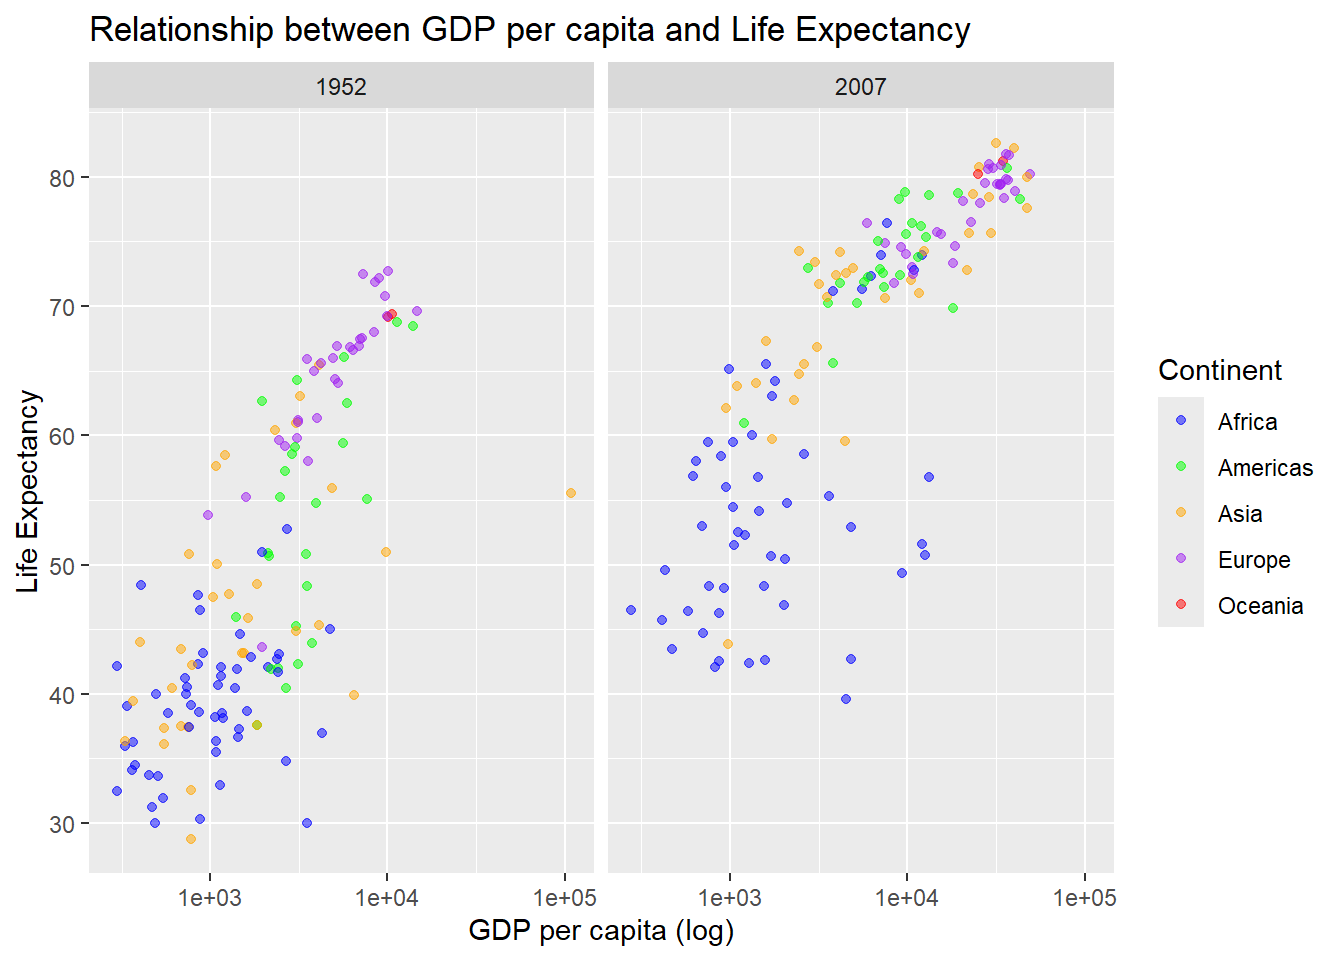 Relationship between GDP per capita and Life Expectancy
1952
2007
80
70
60
50
40
30
Life Expectancy
1e+03
1e+04
1e+05
1e+03
1e+04
1e+05
GDP per capita (log)
Continent
Africa
Americas
Asia
Europe
Oceania